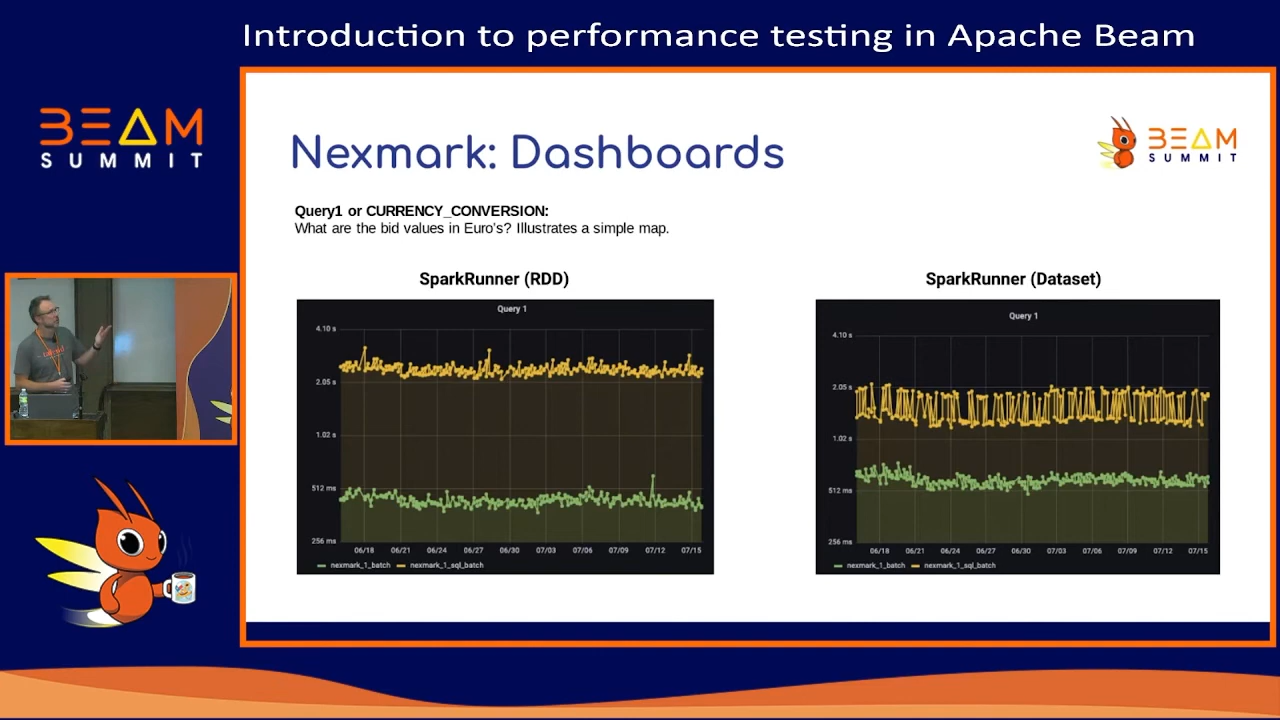 Introduction to performance testing in Apache Beam
BEAM
SUMMIT
Nexmark: Dashboards
BEAM
SUMMIT
Query1 or CURRENCY_CONVERSION:
What are the bid values in Euro's? Illustrates a simple map.
SparkRunner (RDD)
Query 1
4.10 s
2.05 s
1.02 s
512 ms
256 ms
06/18 06/21 06/24 06/27 06/30 07/03 07/06 07/09 07/12 07/15
nexmark_1_batch nexmark_1_sql_batch
SparkRunner (Dataset)
Query 1
4.10 s
2.05 s
1.02 s
512 ms
256 ms
06/18 06/21 06/24 06/27 06/30 07/03 07/06 07/09 07/12 07/15
nexmark_1_batch nexmark_1_sql_batch